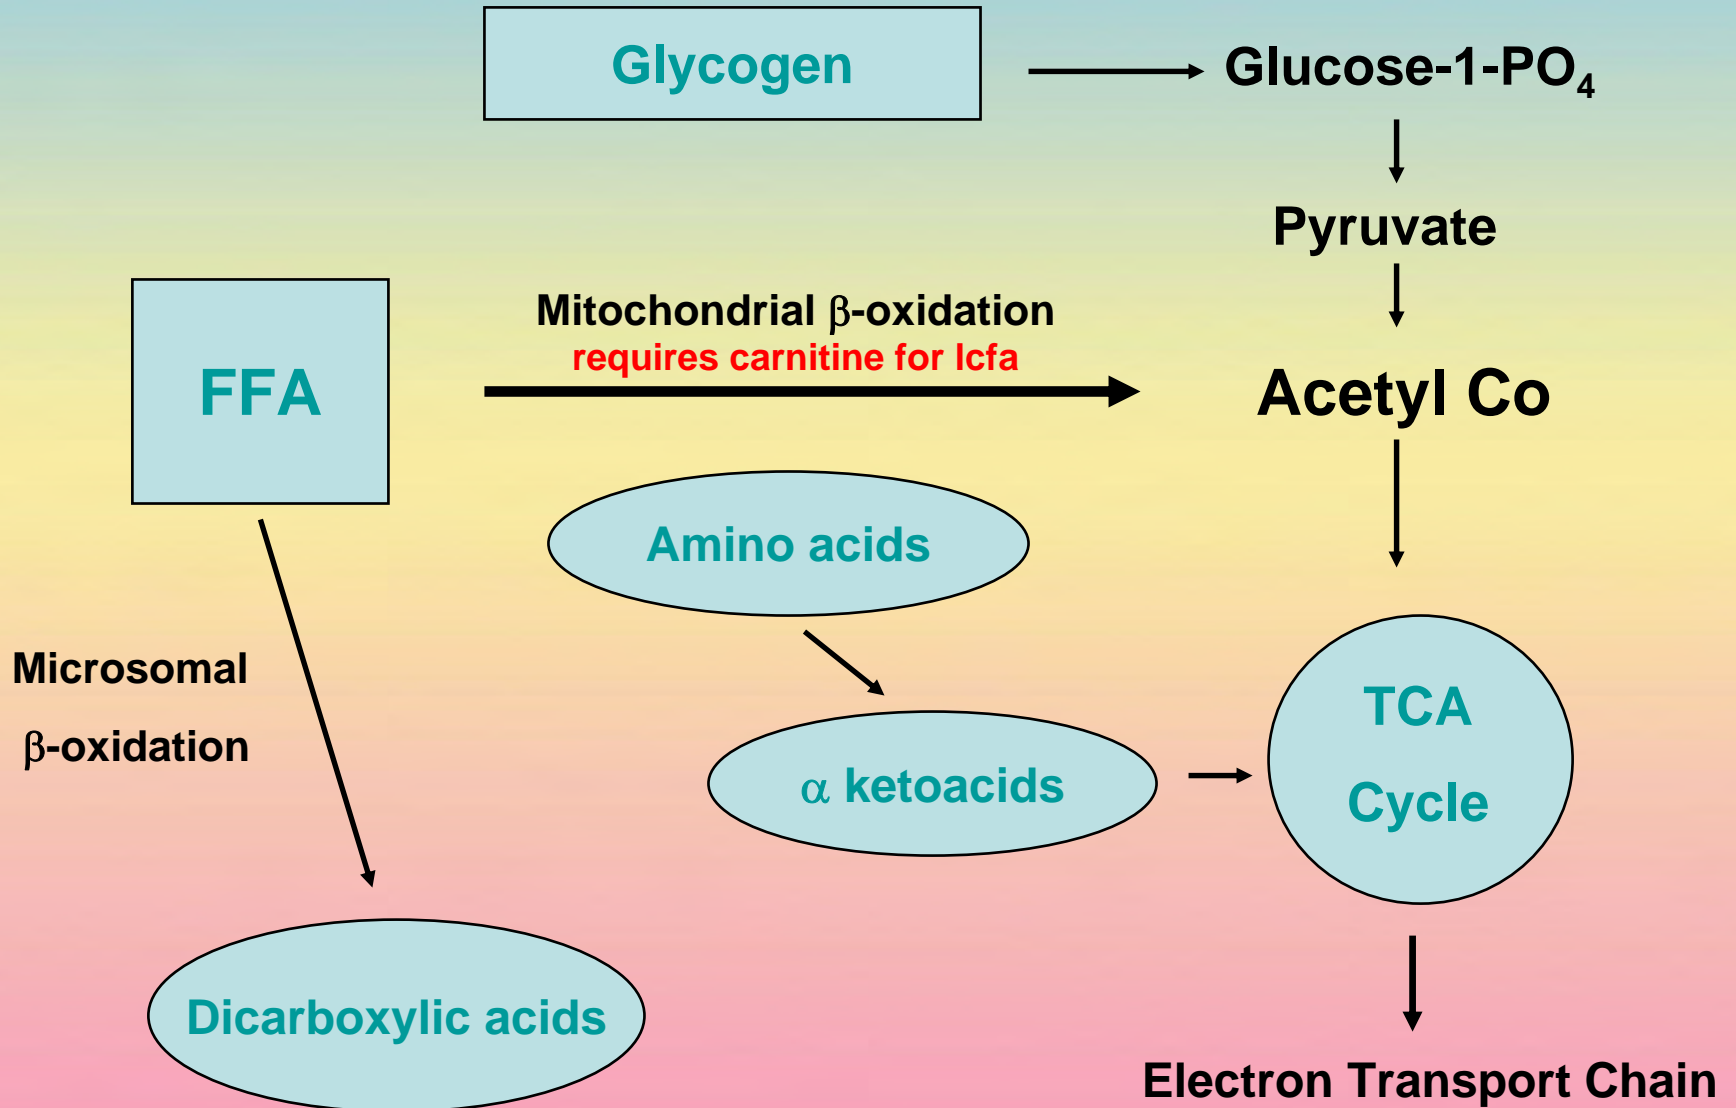 Glycogen
Glucose-1-PO₄
Pyruvate
Mitochondrial β-oxidation
requires carnitine for lcfa
FFA
Acetyl Co
Amino acids
Microsomal
β-oxidation
α ketoacids
TCA
Cycle
Dicarboxylic acids
Electron Transport Chain